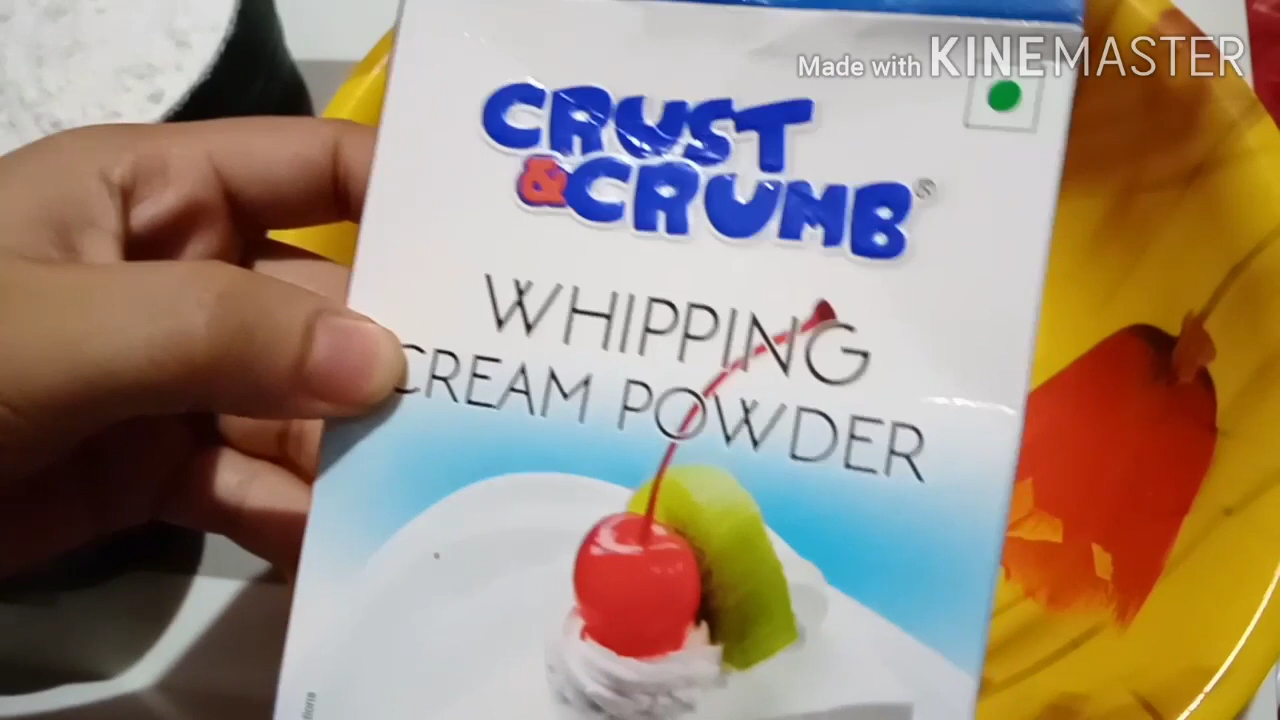 Made with KINEMASTER
CRUST
&CRUMB®
WHIPPING
CREAM POWDER